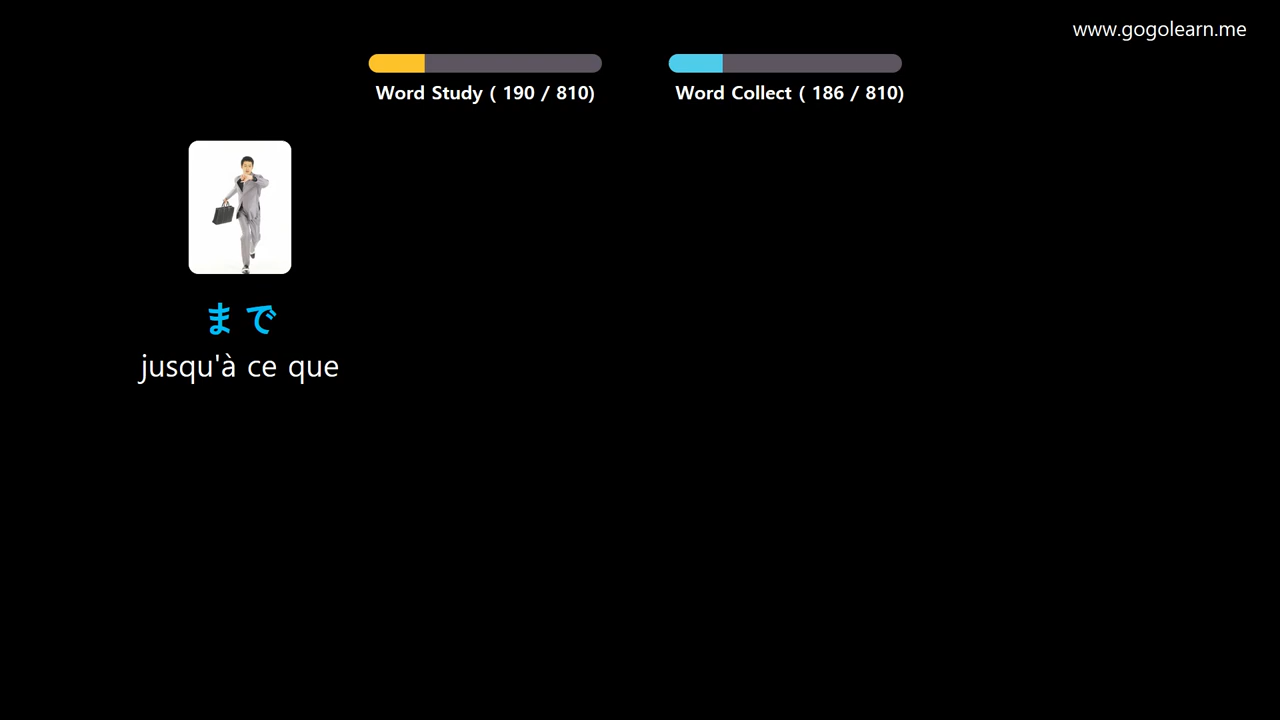 www.gogolearn.me
Word Study ( 190 / 810)
Word Collect ( 186 / 810)
まで
jusqu'à ce que